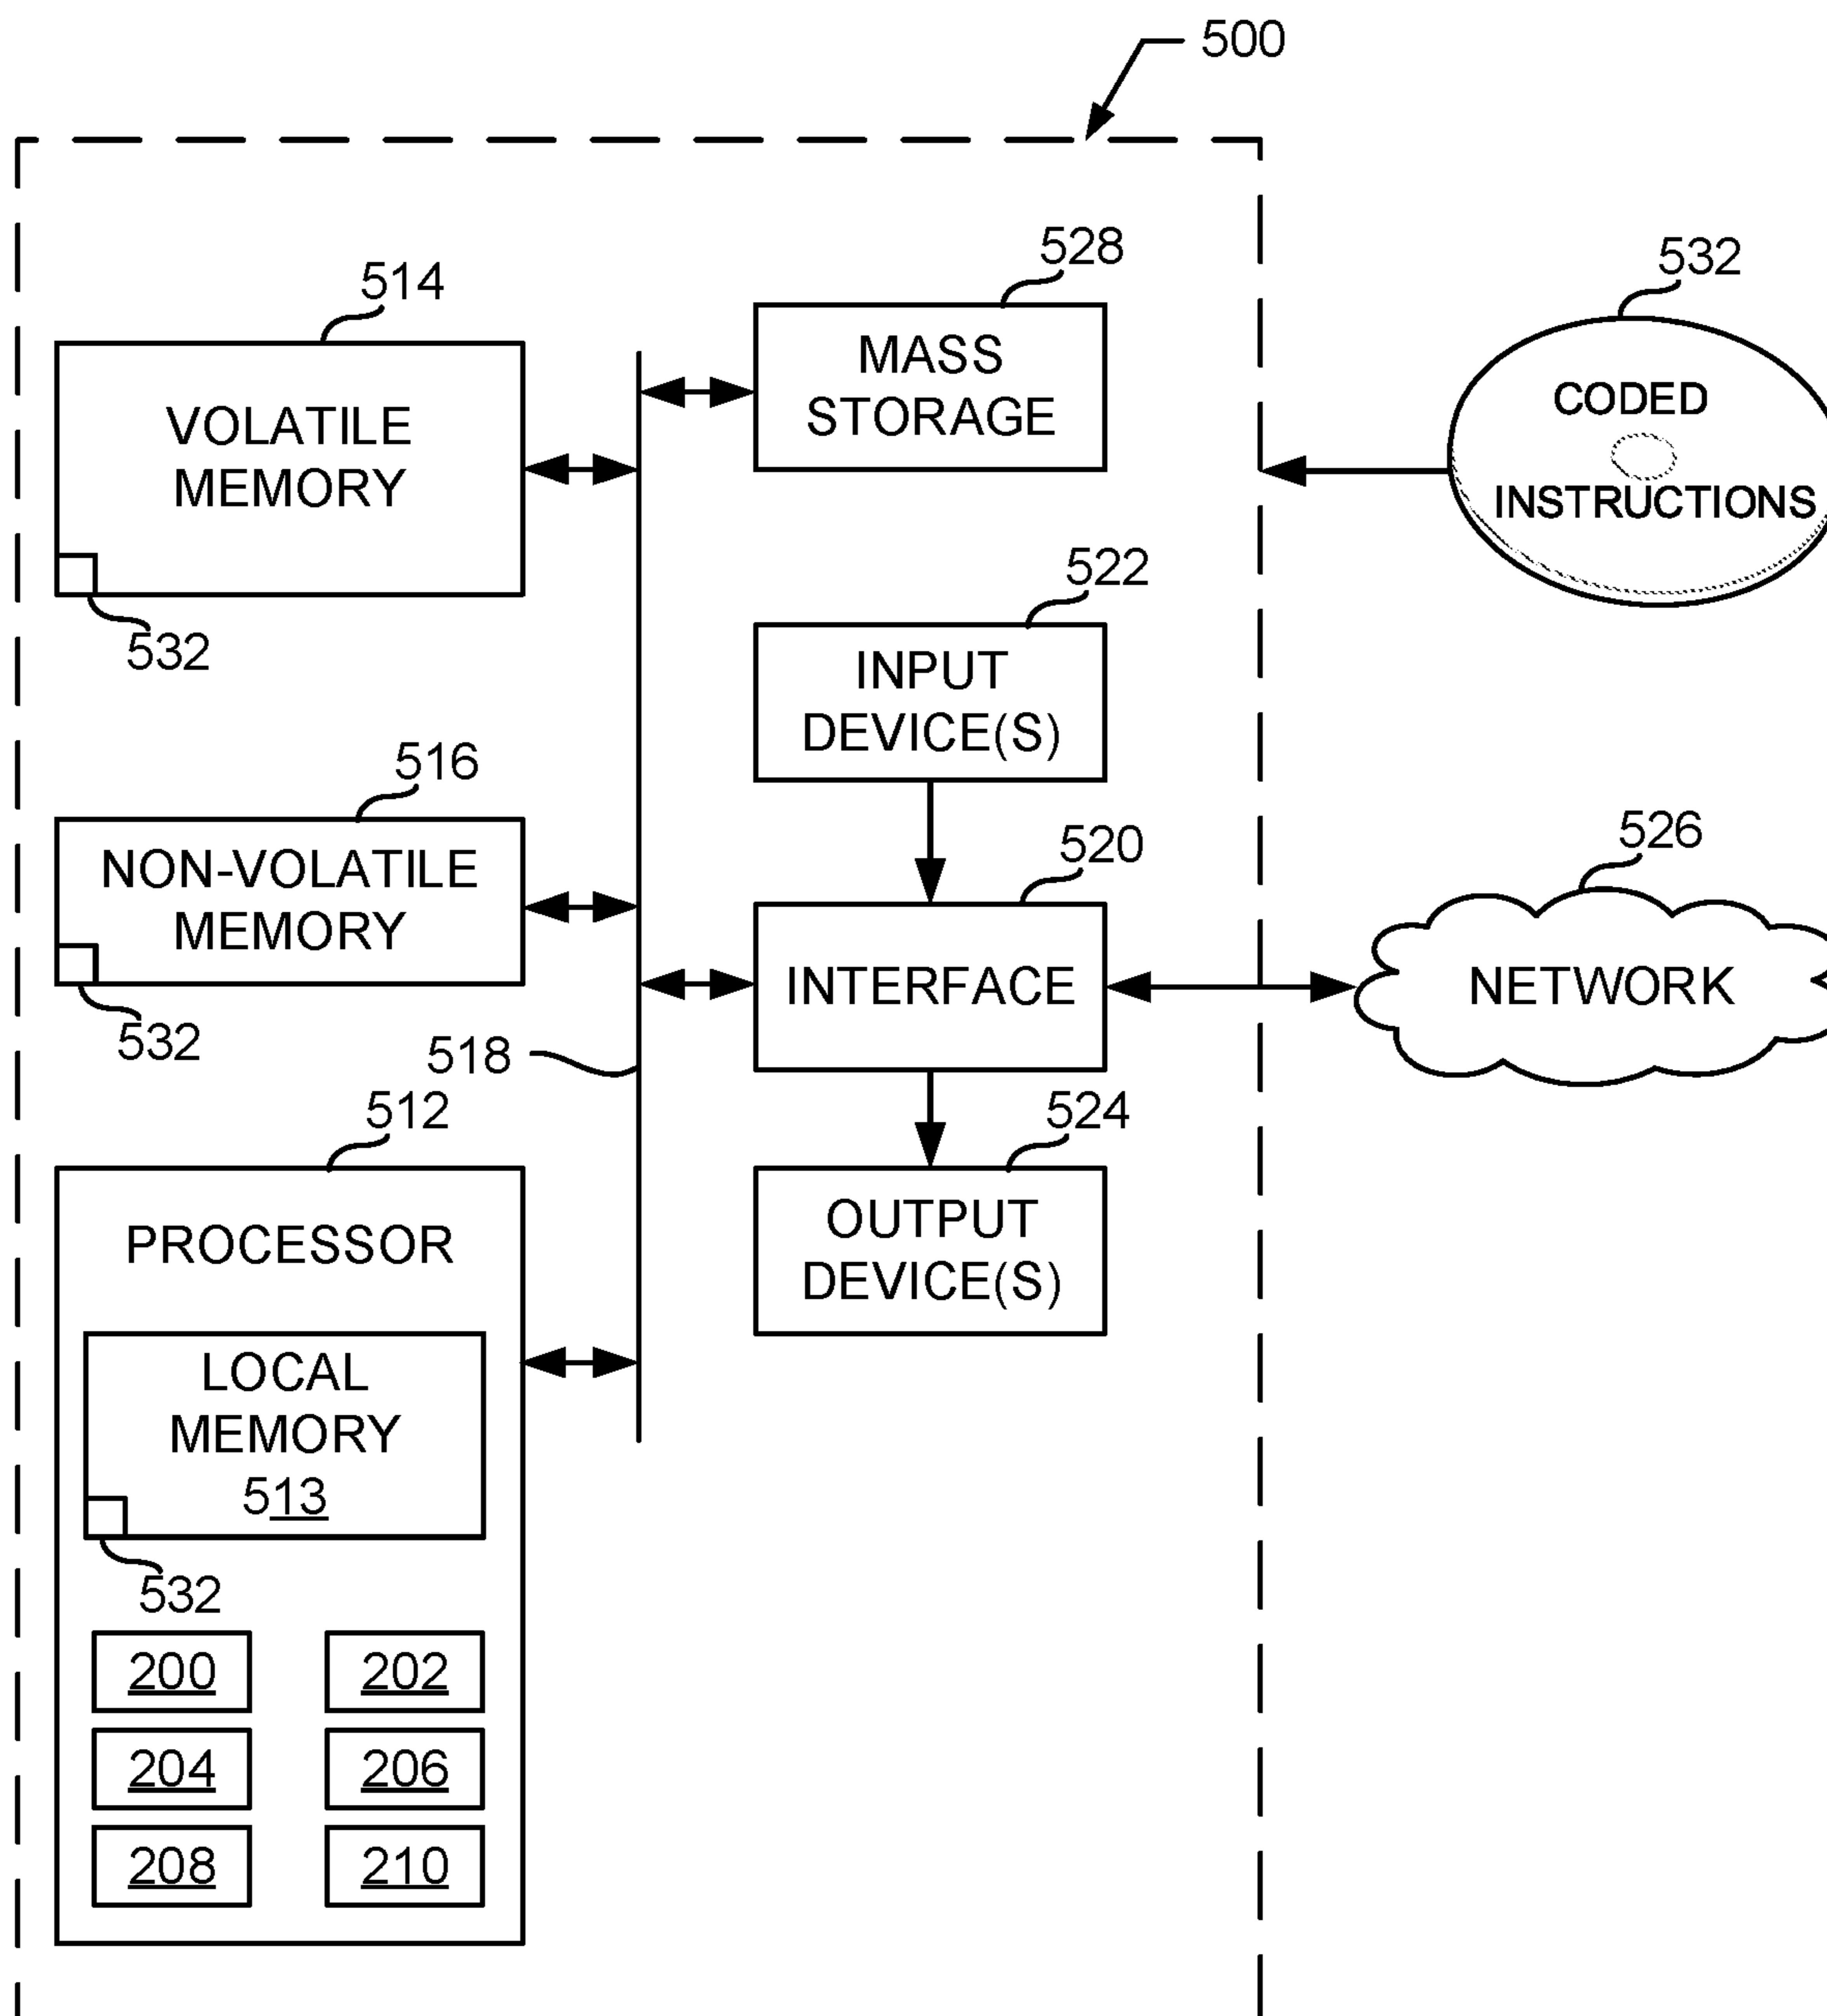 500
528
MASS
STORAGE
532
CODED
INSTRUCTIONS
514
VOLATILE
MEMORY
532
522
INPUT
DEVICE(S)
516
NON-VOLATILE
MEMORY
532
520
INTERFACE
526
NETWORK
518
512
PROCESSOR
LOCAL
MEMORY
513
532
524
OUTPUT
DEVICE(S)
200
202
204
206
208
210